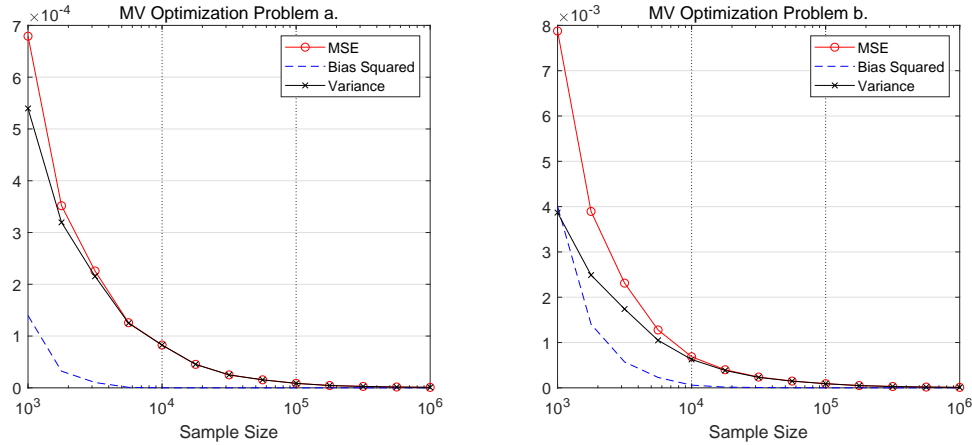 MV Optimization Problem a.
×10⁻⁴
7
6
5
4
3
2
1
0
MSE
Bias Squared
Variance
10³ 10⁴ 10⁵ 10⁶
Sample Size
MV Optimization Problem b.
×10⁻³
8
7
6
5
4
3
2
1
0
MSE
Bias Squared
Variance
10³ 10⁴ 10⁵ 10⁶
Sample Size